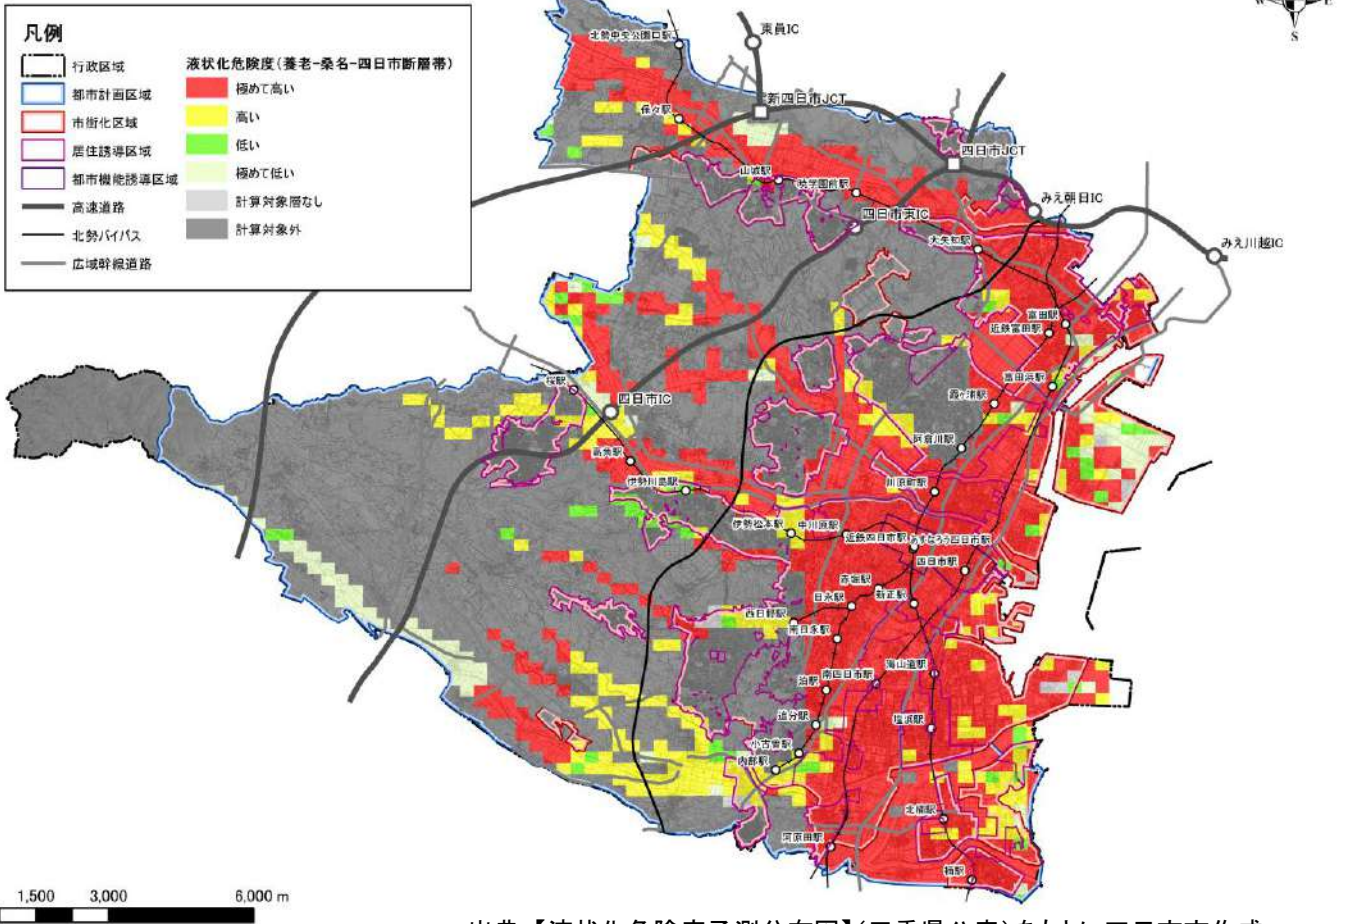 凡例
行政区域
都市計画区域
市街化区域
居住誘導区域
都市機能誘導区域
高速道路
北勢バイパス
広域幹線道路
液状化危険度(養老-桑名-四日市断層帯)
極めて高い
高い
低い
極めて低い
計算対象層なし
計算対象外
E
S
北勢中央公園口駅
東員IC
新四日市JCT
保々駅
四日市JCT
山城駅
暁学園前駅
みえ朝日IC
四日市東IC
大矢知駅
みえ川越IC
富田駅
近鉄富田駅
富田浜駅
桜駅
四日市IC
霞ヶ浦駅
阿倉川駅
高角駅
伊勢川島駅
川原町駅
伊勢松本駅
中川原駅
近鉄四日市駅
あすなろう四日市駅
四日市駅
赤堀駅
日永駅
新正駅
西日野駅
南日永駅
海山道駅
泊駅
南四日市駅
追分駅
塩浜駅
小古曽駅
内部駅
北楠駅
河原田駅
楠駅
1,500
3,000
6,000 m